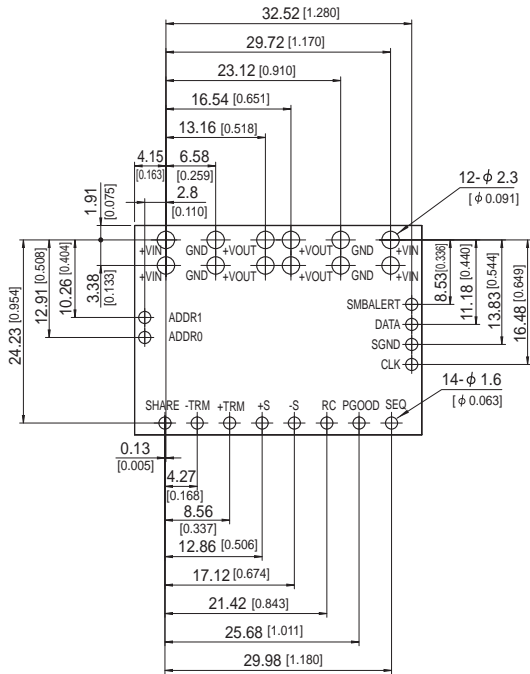 32.52 [1.280]
29.72 [1.170]
23.12 [0.910]
16.54 [0.651]
13.16 [0.518]
4.15 [0.163]
6.58 [0.259]
2.8 [0.110]
12-ϕ 2.3
[ϕ 0.091]
1.91 [0.075]
3.38 [0.133]
10.26 [0.404]
12.91 [0.508]
24.23 [0.954]
+VIN GND +VOUT +VOUT GND +VIN
+VIN GND +VOUT +VOUT GND +VIN
8.53 [0.336]
11.18 [0.440]
13.83 [0.544]
16.48 [0.649]
SMBALERT
ADDR1
DATA
ADDR0
SGND
CLK
14-ϕ 1.6
[ϕ 0.063]
SHARE -TRM +TRM +S -S RC PGOOD SEQ
0.13
[0.005]
4.27
[0.168]
8.56
[0.337]
12.86 [0.506]
17.12 [0.674]
21.42 [0.843]
25.68 [1.011]
29.98 [1.180]